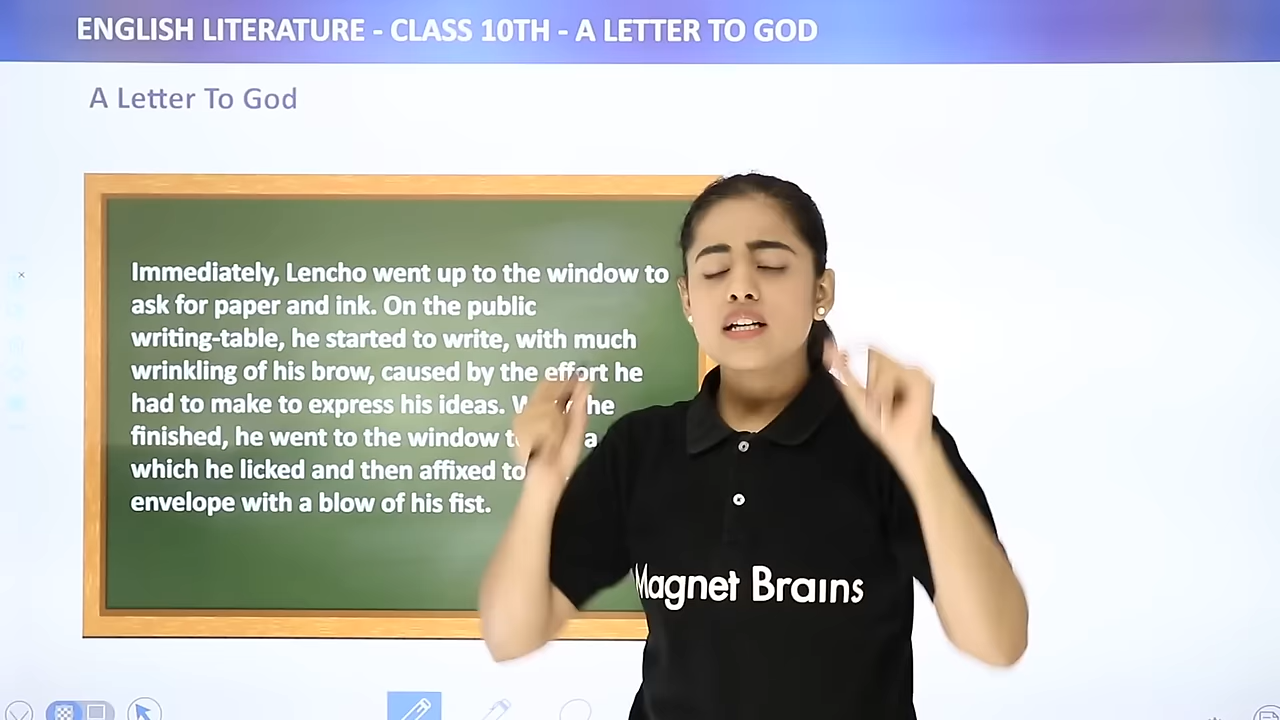 ENGLISH LITERATURE - CLASS 10TH - A LETTER TO GOD
A Letter To God
Immediately, Lencho went up to the window to
ask for paper and ink. On the public
writing-table, he started to write, with much
wrinkling of his brow, caused by the effort he
had to make to express his ideas. he
finished, he went to the window a
which he licked and then affixed to
envelope with a blow of his fist.
Magnet Brains